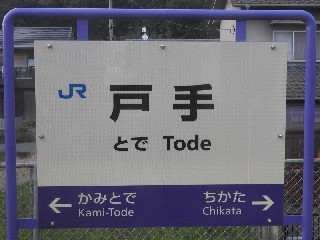 JR 戸手
とで Tode
かみとで ちかた
← Kami-Tode Chikata →